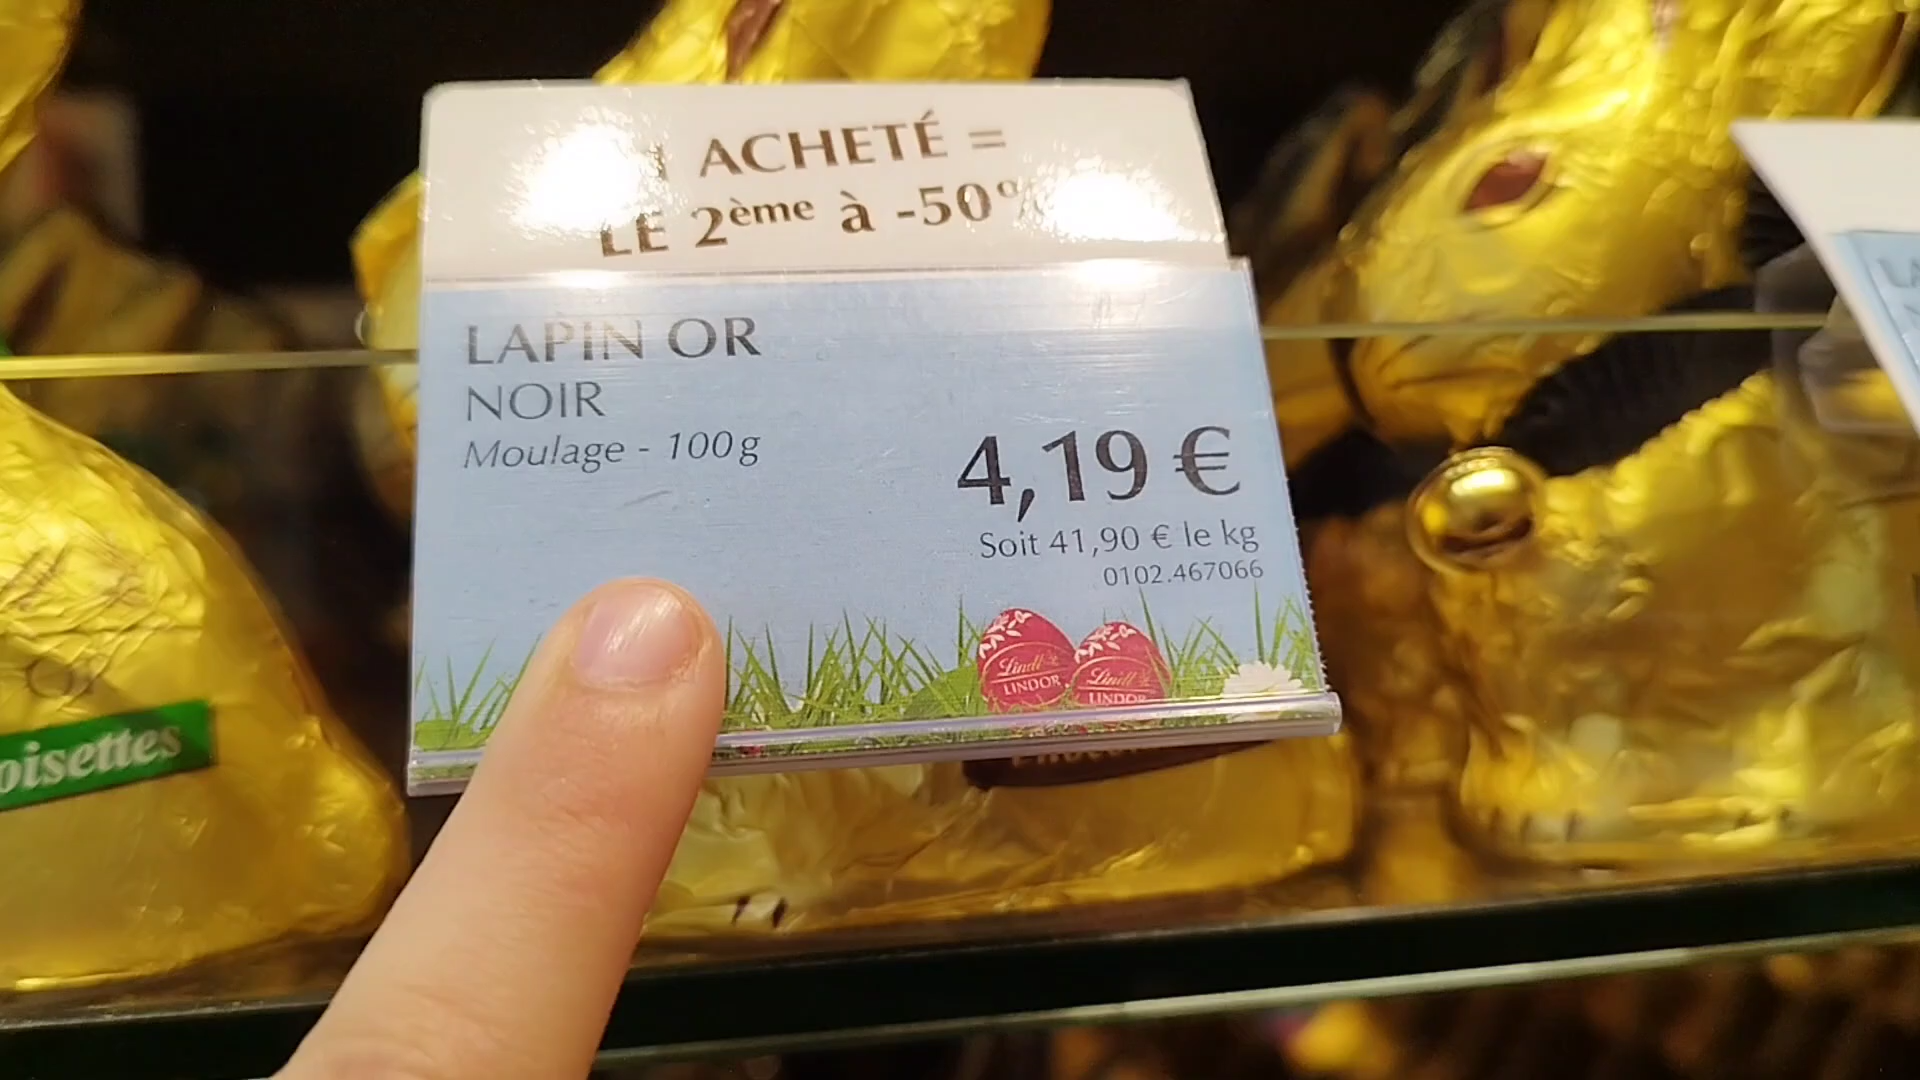 1 ACHETÉ =
LE 2ème à -50%
LAPIN OR
NOIR
Moulage - 100g
4,19 €
Soit 41,90 € le kg
0102.467066
Lindt
LINDOR
Lindt
LINDOR
oisettes